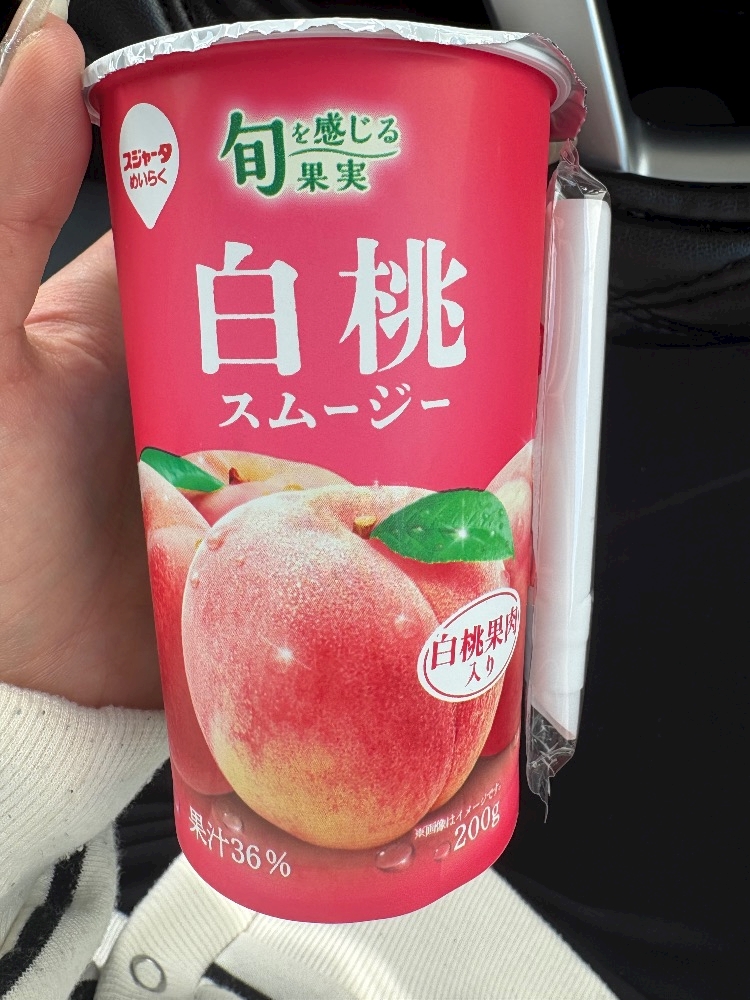 スジャータ
めいらく
旬を感じる
果実
白桃
スムージー
白桃果肉
入り
※画像はイメージです。
果汁36%
200g